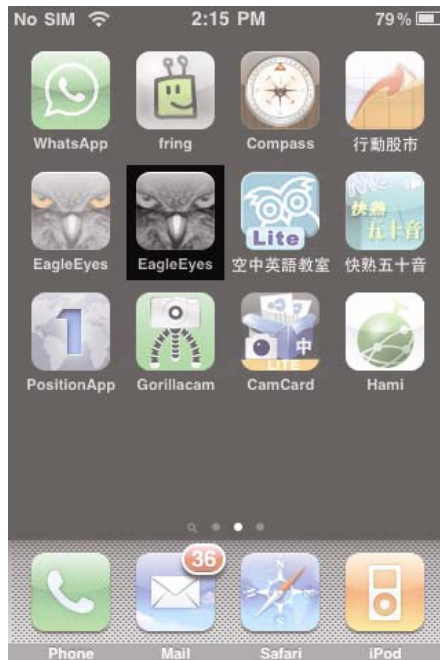 No SIM 2:15 PM 79%
WhatsApp fring Compass 行動股市
Lite
快熟
五十音
EagleEyes EagleEyes 空中英語教室 快熟五十音
1
中
LITE
PositionApp Gorillacam CamCard Hami
36
Phone Mail Safari iPod